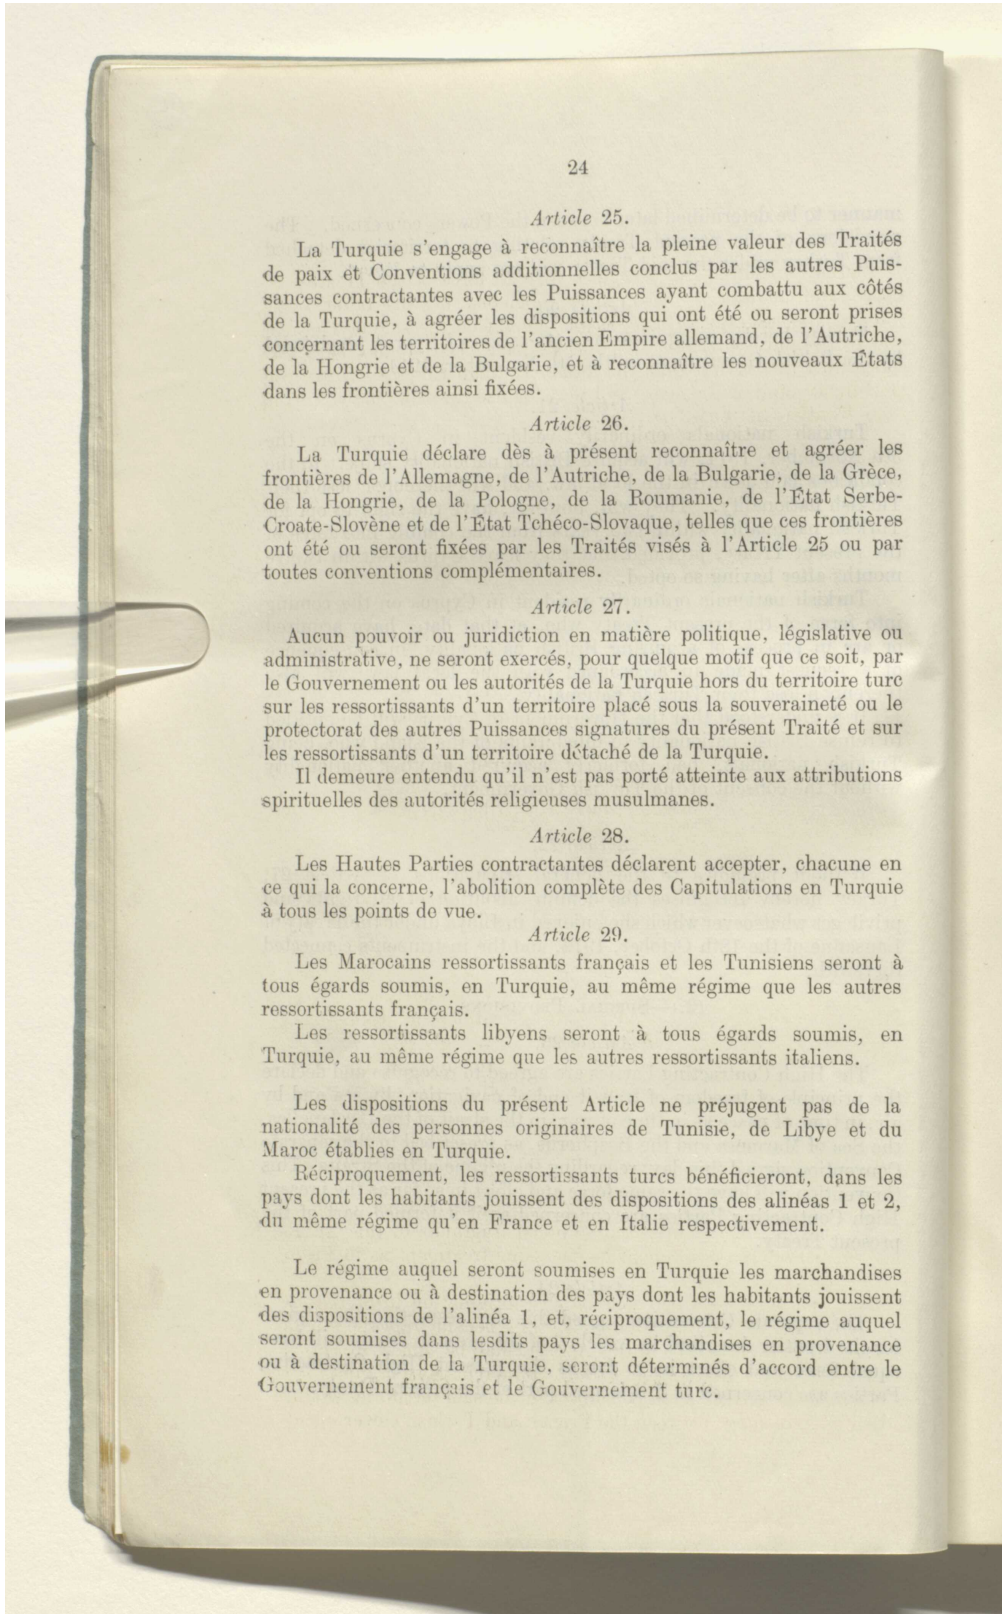 24
Article 25.
La Turquie s'engage à reconnaître la pleine valeur des Traités
de paix et Conventions additionnelles conclus par les autres Puis-
sances contractantes avec les Puissances ayant combattu aux côtés
de la Turquie, à agréer les dispositions qui ont été ou seront prises
concernant les territoires de l'ancien Empire allemand, de l'Autriche,
de la Hongrie et de la Bulgarie, et à reconnaître les nouveaux États
dans les frontières ainsi fixées.
Article 26.
La Turquie déclare dès à présent reconnaître et agréer les
frontières de l'Allemagne, de l'Autriche, de la Bulgarie, de la Grèce,
de la Hongrie, de la Pologne, de la Roumanie, de l'État Serbe-
Croate-Slovène et de l'État Tchéco-Slovaque, telles que ces frontières
ont été ou seront fixées par les Traités visés à l'Article 25 ou par
toutes conventions complémentaires.
Article 27.
Aucun pouvoir ou juridiction en matière politique, législative ou
administrative, ne seront exercés, pour quelque motif que ce soit, par
le Gouvernement ou les autorités de la Turquie hors du territoire turc
sur les ressortissants d'un territoire placé sous la souveraineté ou le
protectorat des autres Puissances signatures du présent Traité et sur
les ressortissants d'un territoire détaché de la Turquie.
Il demeure entendu qu'il n'est pas porté atteinte aux attributions
spirituelles des autorités religieuses musulmanes.
Article 28.
Les Hautes Parties contractantes déclarent accepter, chacune en
ce qui la concerne, l'abolition complète des Capitulations en Turquie
à tous les points de vue.
Article 29.
Les Marocains ressortissants français et les Tunisiens seront à
tous égards soumis, en Turquie, au même régime que les autres
ressortissants français.
Les ressortissants libyens seront à tous égards soumis, en
Turquie, au même régime que les autres ressortissants italiens.
Les dispositions du présent Article ne préjugent pas de la
nationalité des personnes originaires de Tunisie, de Libye et du
Maroc établies en Turquie.
Réciproquement, les ressortissants turcs bénéficieront, dans les
pays dont les habitants jouissent des dispositions des alinéas 1 et 2,
du même régime qu'en France et en Italie respectivement.
Le régime auquel seront soumises en Turquie les marchandises
en provenance ou à destination des pays dont les habitants jouissent
des dispositions de l'alinéa 1, et, réciproquement, le régime auquel
seront soumises dans lesdits pays les marchandises en provenance
ou à destination de la Turquie, seront déterminés d'accord entre le
Gouvernement français et le Gouvernement turc.